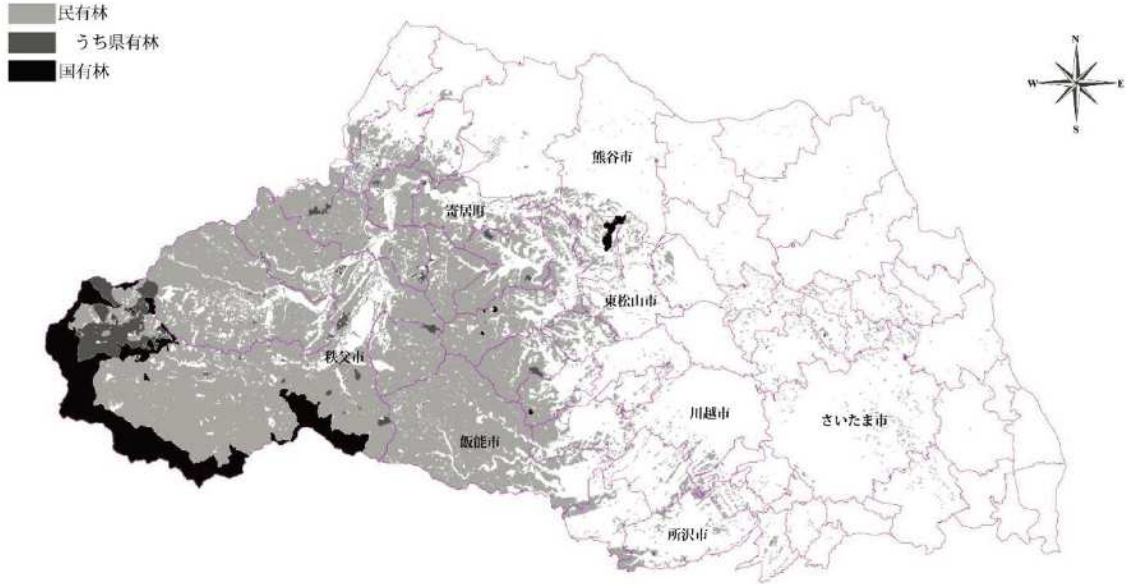 民有林
うち県有林
国有林
N
W
E
S
熊谷市
寄居町
東松山市
秩父市
川越市
さいたま市
飯能市
所沢市